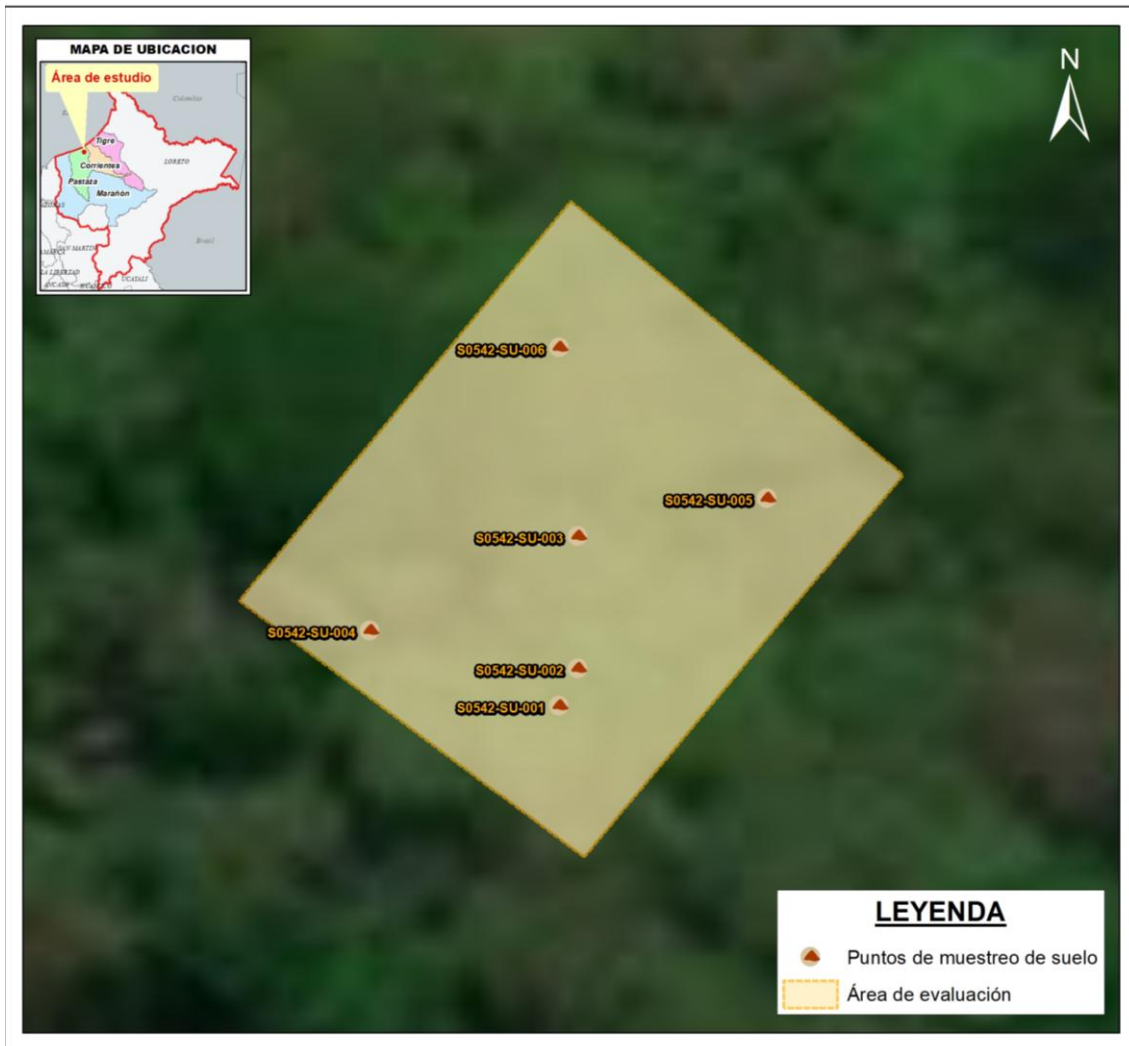 MAPA DE UBICACION
Área de estudio
Colombia
Tigre
LORETO
Corrientes
Pastaza
Marañón
Brasil
SAN MARTIN
LA LIBERTAD
UCAYALI
N
S0542-SU-006
S0542-SU-005
S0542-SU-003
S0542-SU-004
S0542-SU-002
S0542-SU-001
LEYENDA
Puntos de muestreo de suelo
Área de evaluación